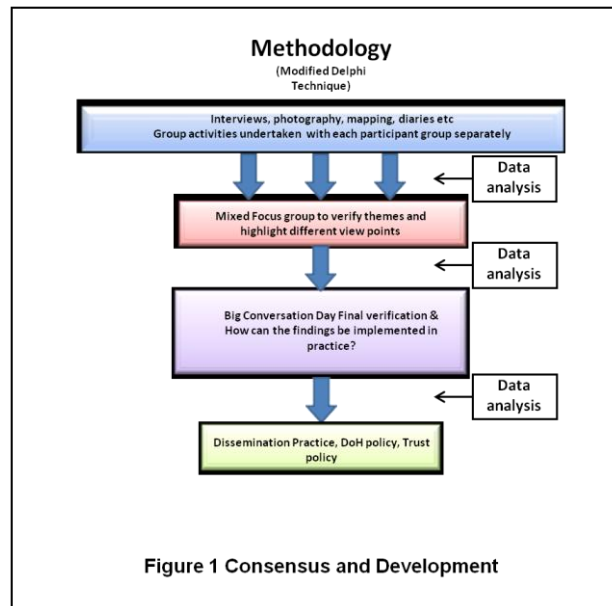 Methodology
(Modified Delphi
Technique)
Interviews, photography, mapping, diaries etc
Group activities undertaken with each participant group separately
Data
analysis
Mixed Focus group to verify themes and
highlight different view points
Data
analysis
Big Conversation Day Final verification &
How can the findings be implemented in
practice?
Data
analysis
Dissemination Practice, DoH policy, Trust
policy
Figure 1 Consensus and Development